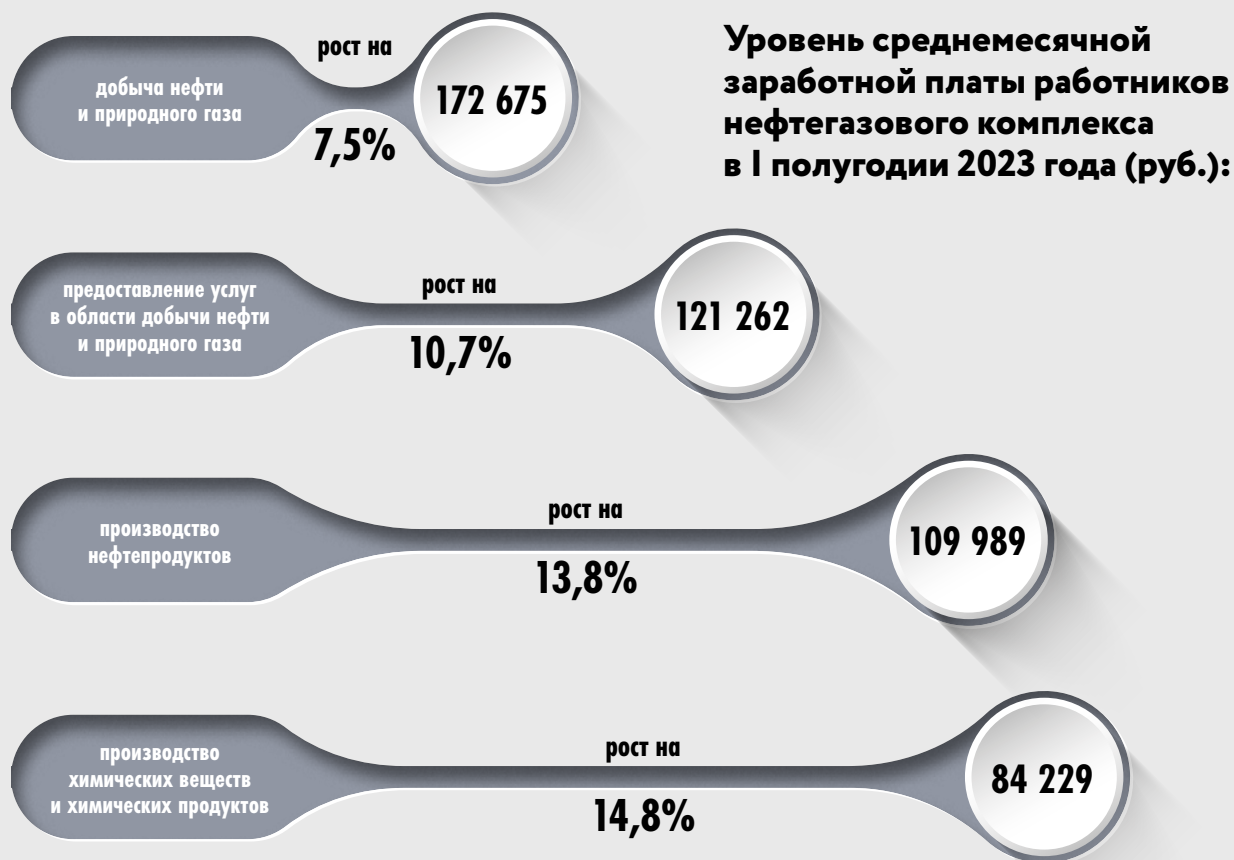 Уровень среднемесячной
заработной платы работников
нефтегазового комплекса
в I полугодии 2023 года (руб.):
добыча нефти
и природного газа
рост на
7,5%
172 675
предоставление услуг
в области добычи нефти
и природного газа
рост на
10,7%
121 262
производство
нефтепродуктов
рост на
13,8%
109 989
производство
химических веществ
и химических продуктов
рост на
14,8%
84 229